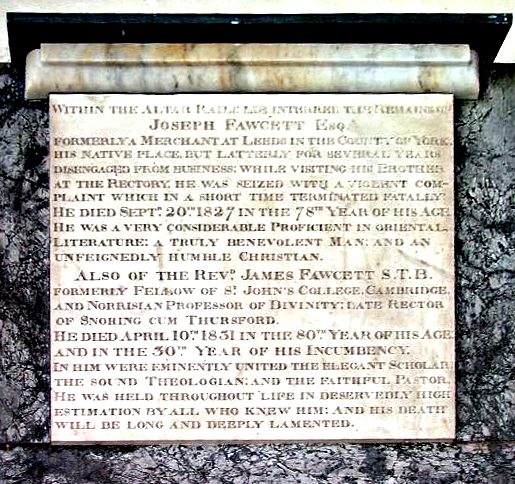 Within the Altar Rails lie interred the Remains of
Joseph Fawcett Esq.
formerly a Merchant at Leeds in the County of York,
his native place, but latterly for several years
disengaged from business: while visiting his Brother
at the Rectory, he was seized with a violent com-
plaint which in a short time terminated fatally.
He died Septr. 20th 1827 in the 78th Year of his Age.
He was a very considerable Proficient in Oriental
Literature: a truly benevolent Man: and an
unfeignedly humble Christian.
Also of the Revd. James Fawcett S.T.B.
formerly Fellow of St. John's College, Cambridge,
and Norrisian Professor of Divinity; late Rector
of Snoring cum Thursford.
He died April 10th 1831 in the 80th Year of his Age,
and in the 30th Year of his Incumbency.
In him were eminently united the elegant Scholar,
the sound Theologian; and the faithful Pastor.
He was held throughout life in deservedly high
estimation by all who knew him: and his death
will be long and deeply lamented.